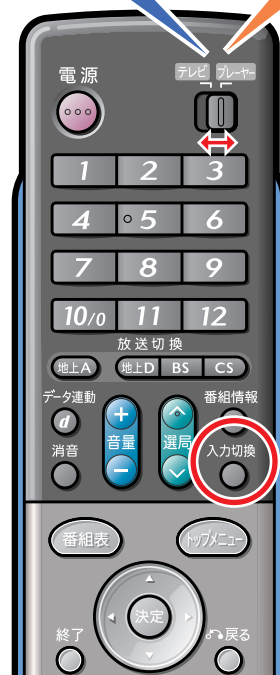 テレビ プレーヤー
電源
1 2 3
4 5 6
7 8 9
10/0 11 12
放送切換
地上A 地上D BS CS
データ連動 番組情報
d + 音量 − 選局
消音 入力切換
番組表 トップメニュー
決定
終了 戻る